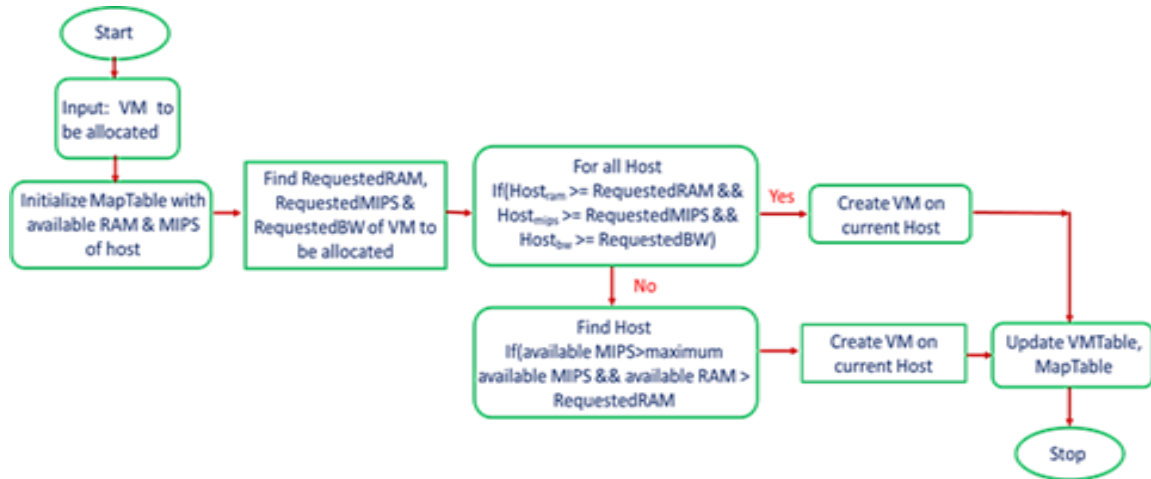 Start
Input: VM to
be allocated
Initialize MapTable with
available RAM & MIPS
of host
Find RequestedRAM,
RequestedMIPS &
RequestedBW of VM to
be allocated
For all Host
If(Hostram >= RequestedRAM &&
Hostmips >= RequestedMIPS &&
Hostbw >= RequestedBW)
Yes
Create VM on
current Host
No
Find Host
If(available MIPS>maximum
available MIPS && available RAM >
RequestedRAM
Create VM on
current Host
Update VMTable,
MapTable
Stop